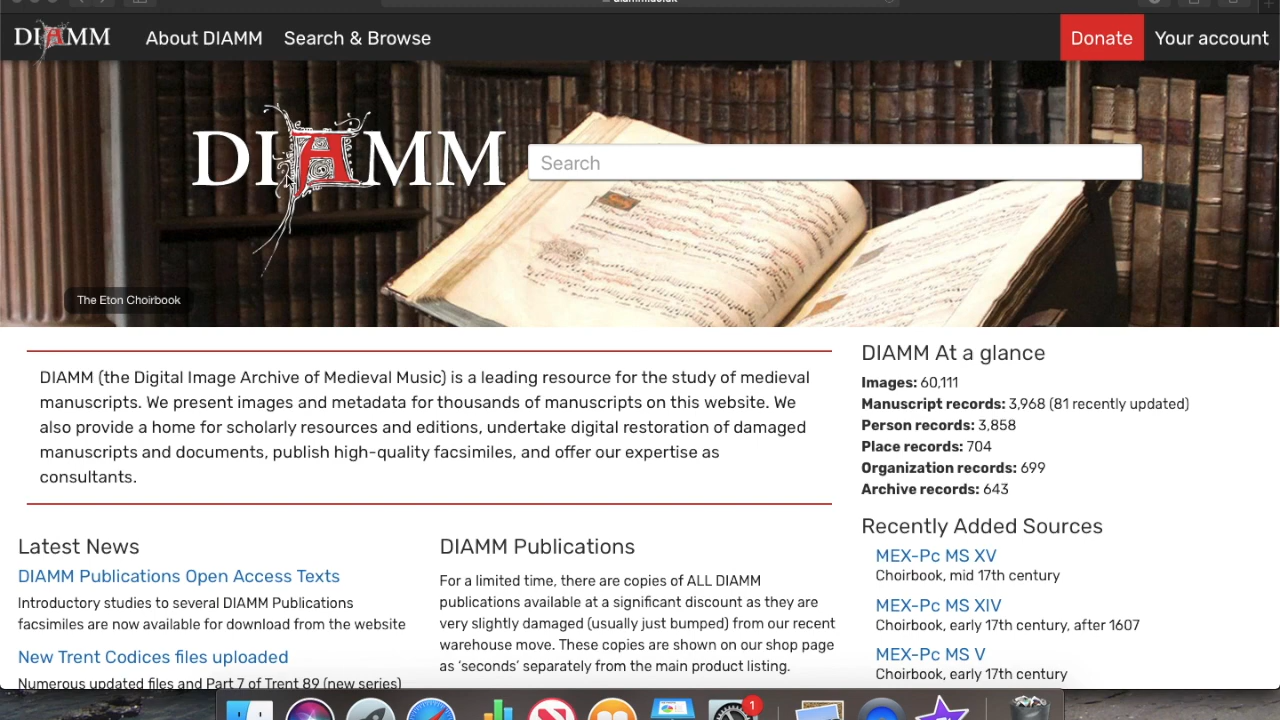 DIAMM
About DIAMM
Search & Browse
Donate
Your account
DIAMM
Search
The Eton Choirbook
DIAMM (the Digital Image Archive of Medieval Music) is a leading resource for the study of medieval
manuscripts. We present images and metadata for thousands of manuscripts on this website. We
also provide a home for scholarly resources and editions, undertake digital restoration of damaged
manuscripts and documents, publish high-quality facsimiles, and offer our expertise as
consultants.
Latest News
DIAMM Publications Open Access Texts
Introductory studies to several DIAMM Publications
facsimiles are now available for download from the website
New Trent Codices files uploaded
Numerous updated files and Part 7 of Trent 89 (new series)
DIAMM Publications
For a limited time, there are copies of ALL DIAMM
publications available at a significant discount as they are
very slightly damaged (usually just bumped) from our recent
warehouse move. These copies are shown on our shop page
as ‘seconds’ separately from the main product listing.
DIAMM At a glance
Images: 60,111
Manuscript records: 3,968 (81 recently updated)
Person records: 3,858
Place records: 704
Organization records: 699
Archive records: 643
Recently Added Sources
MEX-Pc MS XV
Choirbook, mid 17th century
MEX-Pc MS XIV
Choirbook, early 17th century, after 1607
MEX-Pc MS V
Choirbook, early 17th century
1